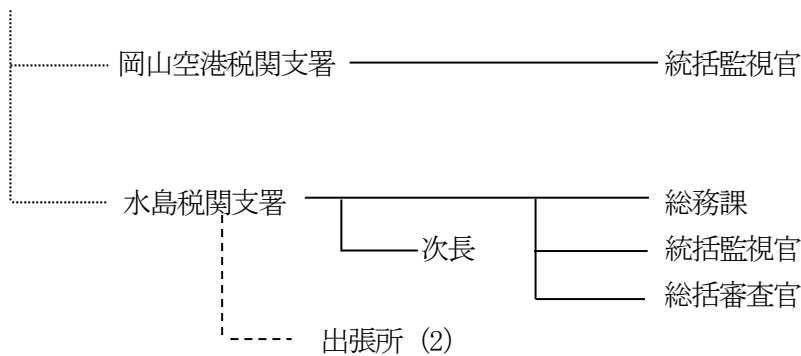 岡山空港税関支署 統括監視官
水島税関支署 総務課
次長 統括監視官
総括審査官
出張所 (2)